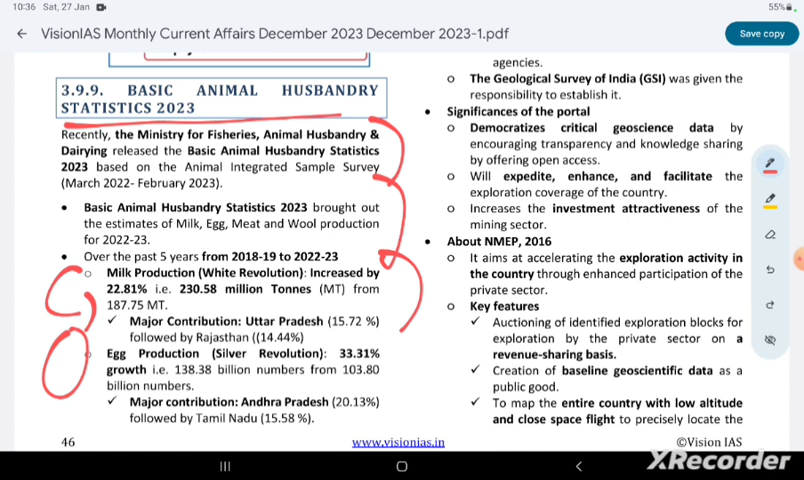 10:36 Sat, 27 Jan
55%
VisionIAS Monthly Current Affairs December 2023 December 2023-1.pdf
Save copy
3.9.9. BASIC ANIMAL HUSBANDRY
STATISTICS 2023
Recently, the Ministry for Fisheries, Animal Husbandry &
Dairying released the Basic Animal Husbandry Statistics
2023 based on the Animal Integrated Sample Survey
(March 2022- February 2023).
• Basic Animal Husbandry Statistics 2023 brought out
the estimates of Milk, Egg, Meat and Wool production
for 2022-23.
• Over the past 5 years from 2018-19 to 2022-23
o Milk Production (White Revolution): Increased by
22.81% i.e. 230.58 million Tonnes (MT) from
187.75 MT.
✓ Major Contribution: Uttar Pradesh (15.72 %)
followed by Rajasthan ((14.44%)
Egg Production (Silver Revolution): 33.31%
growth i.e. 138.38 billion numbers from 103.80
billion numbers.
✓ Major contribution: Andhra Pradesh (20.13%)
followed by Tamil Nadu (15.58 %).
agencies.
o The Geological Survey of India (GSI) was given the
responsibility to establish it.
• Significances of the portal
o Democratizes critical geoscience data by
encouraging transparency and knowledge sharing
by offering open access.
o Will expedite, enhance, and facilitate the
exploration coverage of the country.
o Increases the investment attractiveness of the
mining sector.
• About NMEP, 2016
o It aims at accelerating the exploration activity in
the country through enhanced participation of the
private sector.
o Key features
✓ Auctioning of identified exploration blocks for
exploration by the private sector on a
revenue-sharing basis.
✓ Creation of baseline geoscientific data as a
public good.
✓ To map the entire country with low altitude
and close space flight to precisely locate the
46
www.visionias.in
©Vision IAS
XRecorder